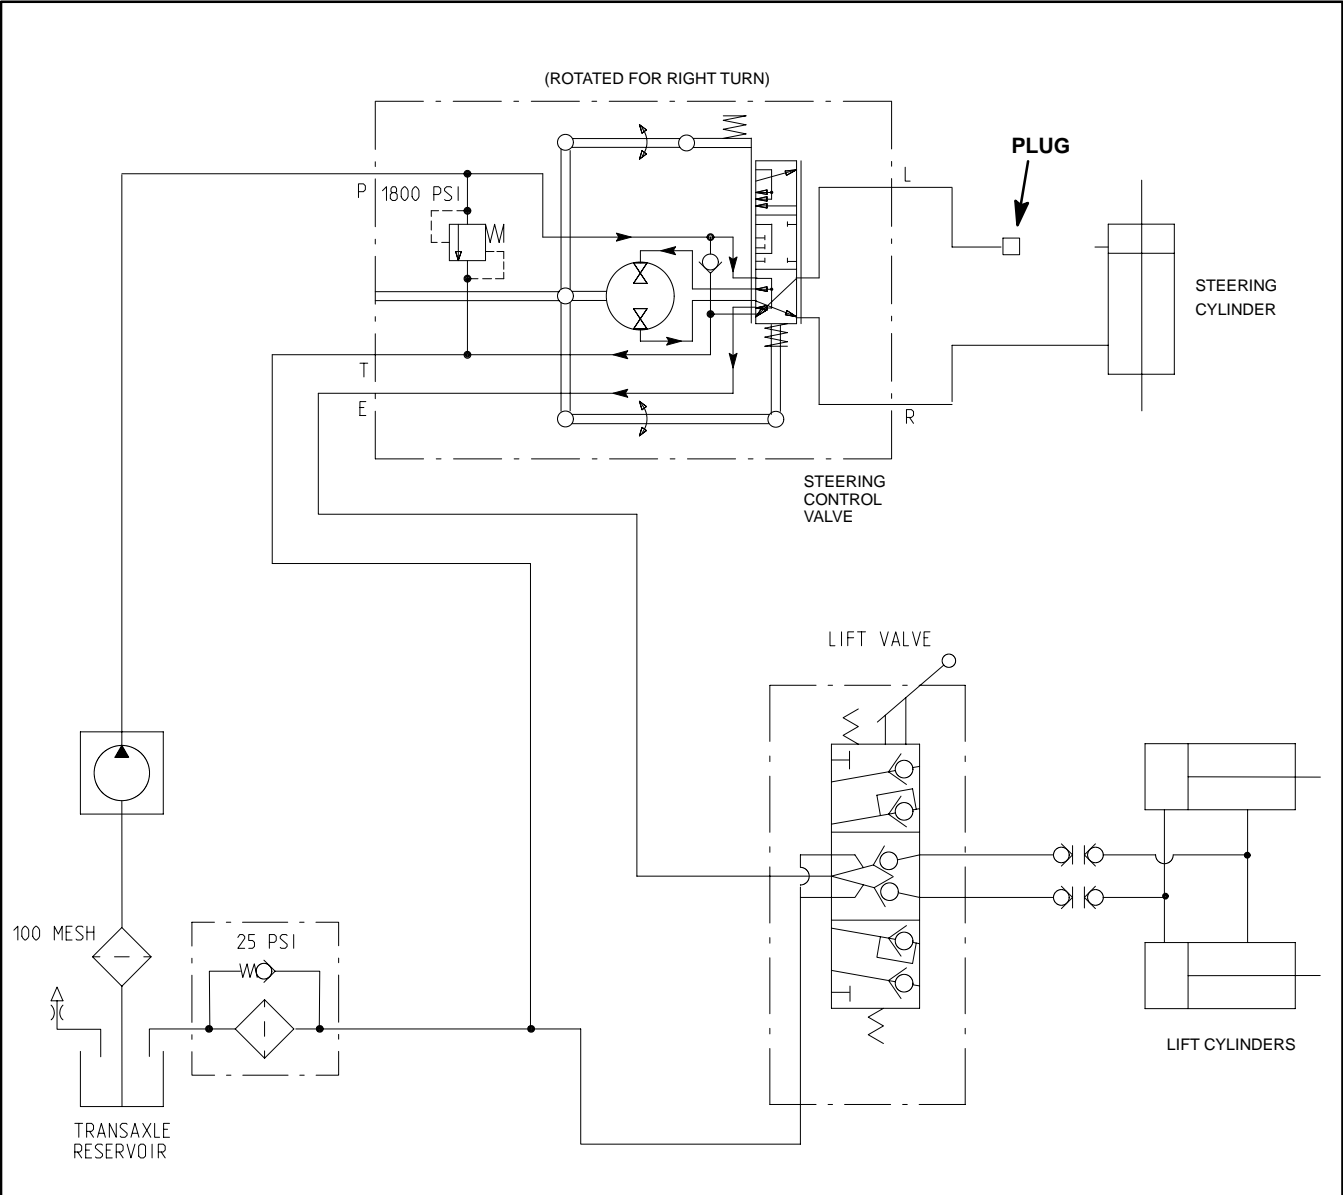 (ROTATED FOR RIGHT TURN)
PLUG
L
P
1800 PSI
STEERING
CYLINDER
T
E
R
STEERING
CONTROL
VALVE
LIFT VALVE
100 MESH
25 PSI
LIFT CYLINDERS
TRANSAXLE
RESERVOIR